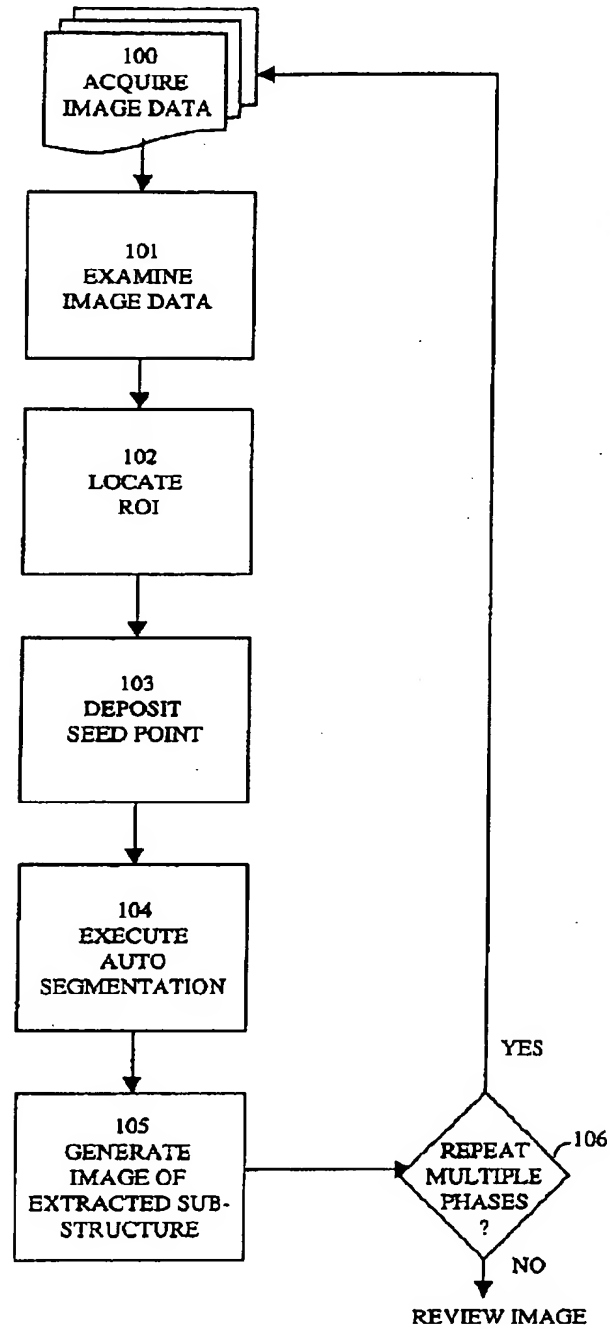 100
ACQUIRE
IMAGE DATA
101
EXAMINE
IMAGE DATA
102
LOCATE
ROI
103
DEPOSIT
SEED POINT
104
EXECUTE
AUTO
SEGMENTATION
105
GENERATE
IMAGE OF
EXTRACTED SUB-
STRUCTURE
YES
106
REPEAT
MULTIPLE
PHASES
?
NO
REVIEW IMAGE